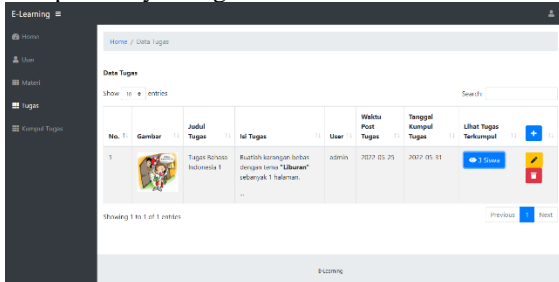 E-Learning
Home
User
Materi
Tugas
Kumpul Tugas
Home / Data Tugas
Data Tugas
Show 10 entries
Search:
No. Gambar Judul Tugas Isi Tugas User Waktu Post Tugas Tanggal Kumpul Tugas Lihat Tugas Terkumpul
1 Tugas Bahasa Indonesia 1 Buatlah karangan bebas dengan tema "Liburan" sebanyak 1 halaman. admin 2022-05-25 2022-05-31 1 Siswa
...
Showing 1 to 1 of 1 entries
Previous 1 Next
E-Learning